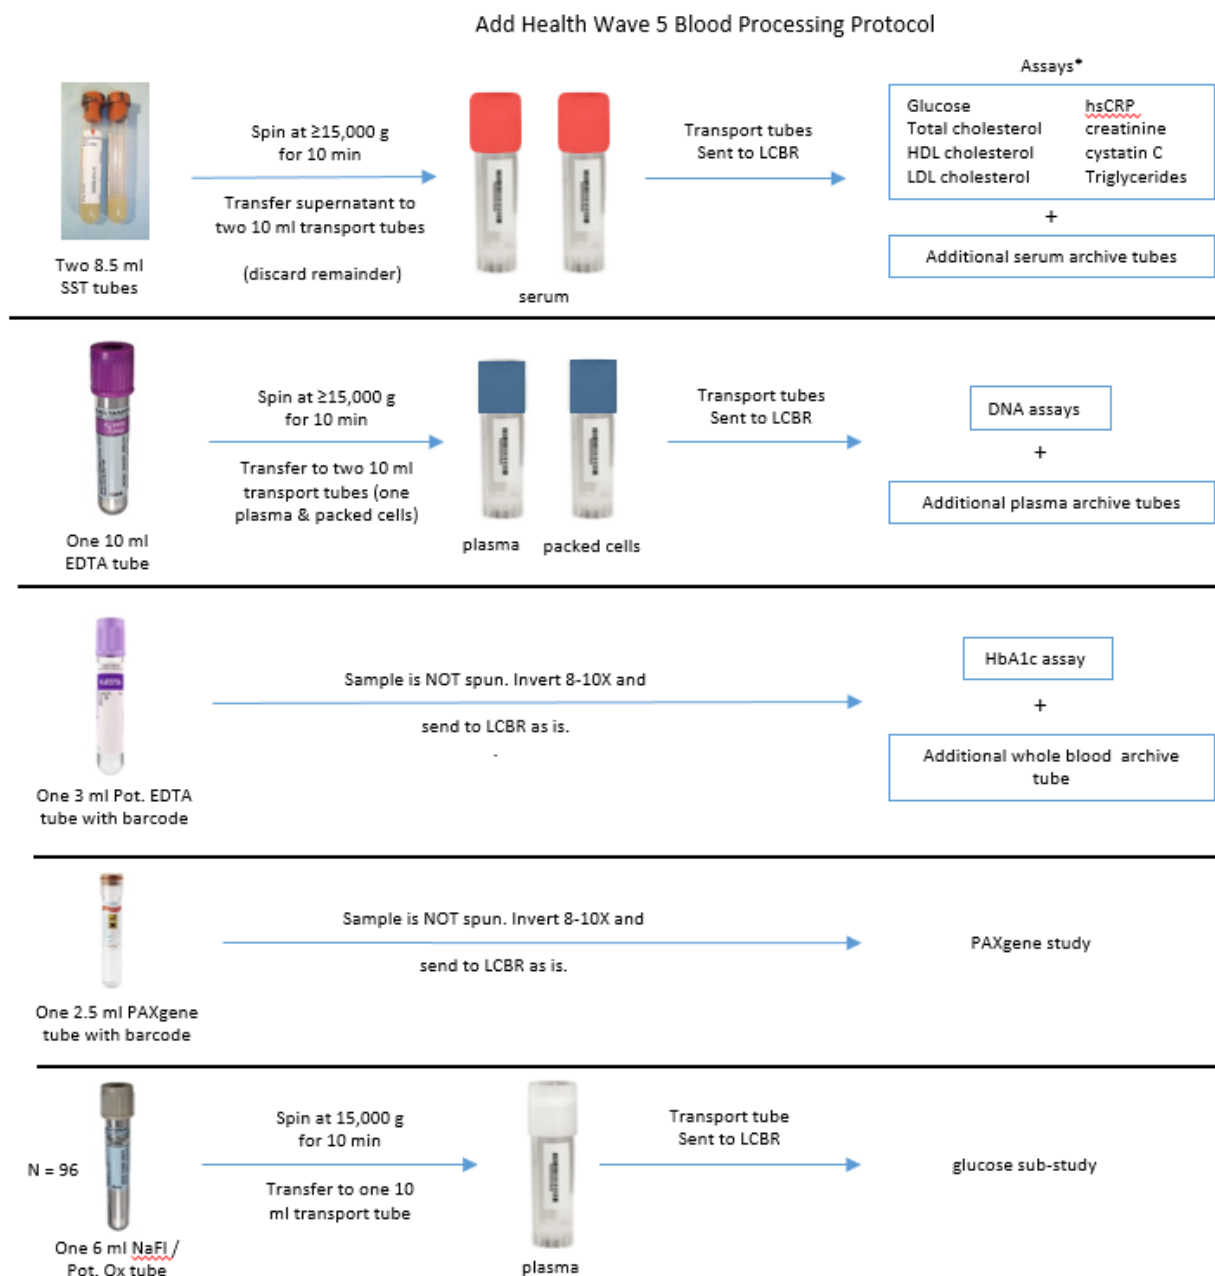 Add Health Wave 5 Blood Processing Protocol
Assays*
Glucose hsCRP
Total cholesterol creatinine
HDL cholesterol cystatin C
LDL cholesterol Triglycerides
+
Additional serum archive tubes
Spin at ≥15,000 g
for 10 min
Transfer supernatant to
two 10 ml transport tubes
(discard remainder)
Transport tubes
Sent to LCBR
Two 8.5 ml
SST tubes
serum
Spin at ≥15,000 g
for 10 min
Transfer to two 10 ml
transport tubes (one
plasma & packed cells)
Transport tubes
Sent to LCBR
DNA assays
+
Additional plasma archive tubes
One 10 ml
EDTA tube
plasma packed cells
Sample is NOT spun. Invert 8-10X and
send to LCBR as is.
-
HbA1c assay
+
Additional whole blood archive
tube
One 3 ml Pot. EDTA
tube with barcode
Sample is NOT spun. Invert 8-10X and
send to LCBR as is.
PAXgene study
One 2.5 ml PAXgene
tube with barcode
N = 96
Spin at 15,000 g
for 10 min
Transfer to one 10
ml transport tube
Transport tube
Sent to LCBR
glucose sub-study
One 6 ml NaFl /
Pot. Ox tube
plasma